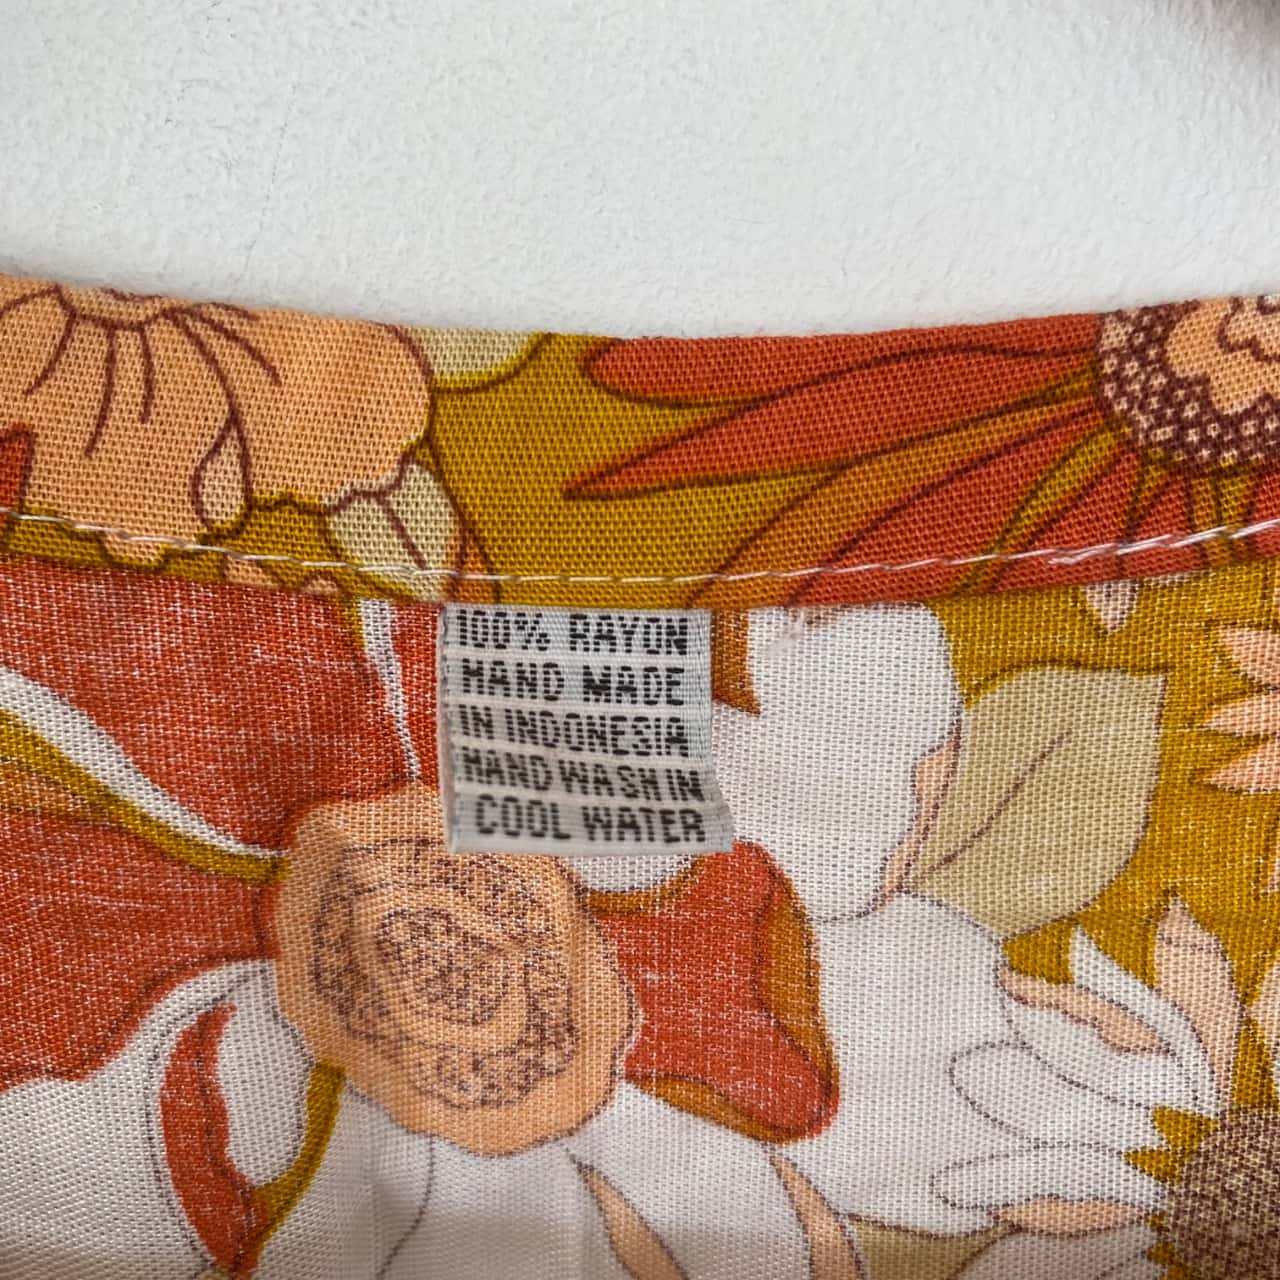 100% RAYON
HAND MADE
IN INDONESIA
HAND WASH IN
COOL WATER